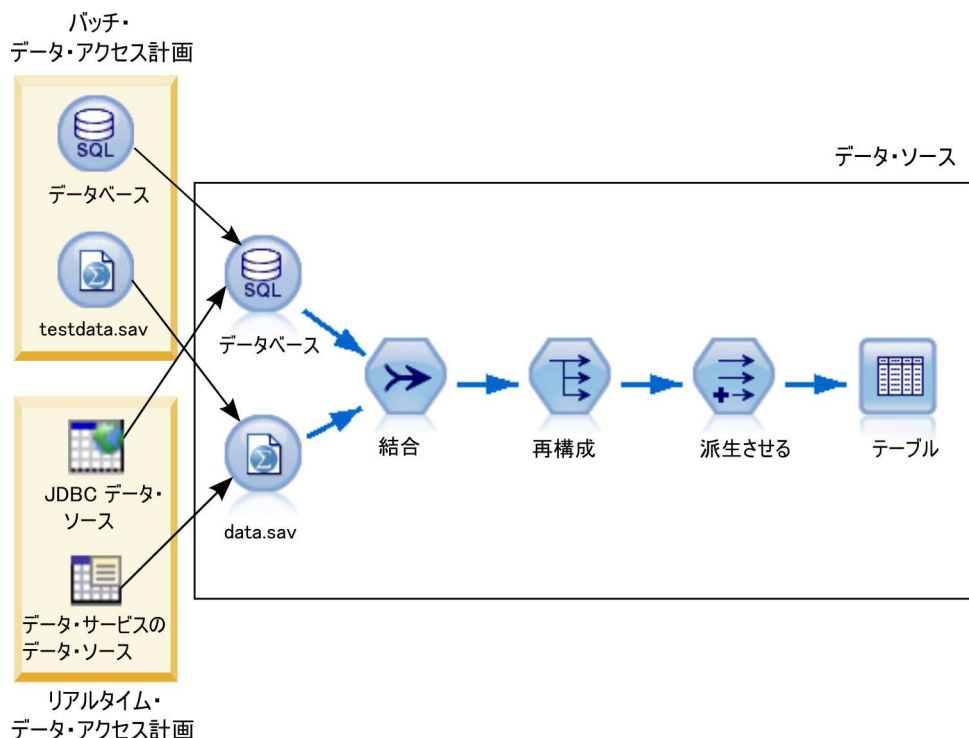 バッチ・
データ・アクセス計画
SQL
データベース
testdata.sav
JDBC データ・
ソース
データ・サービスの
データ・ソース
リアルタイム・
データ・アクセス計画
データ・ソース
SQL
データベース
data.sav
結合
再構成
派生させる
テーブル